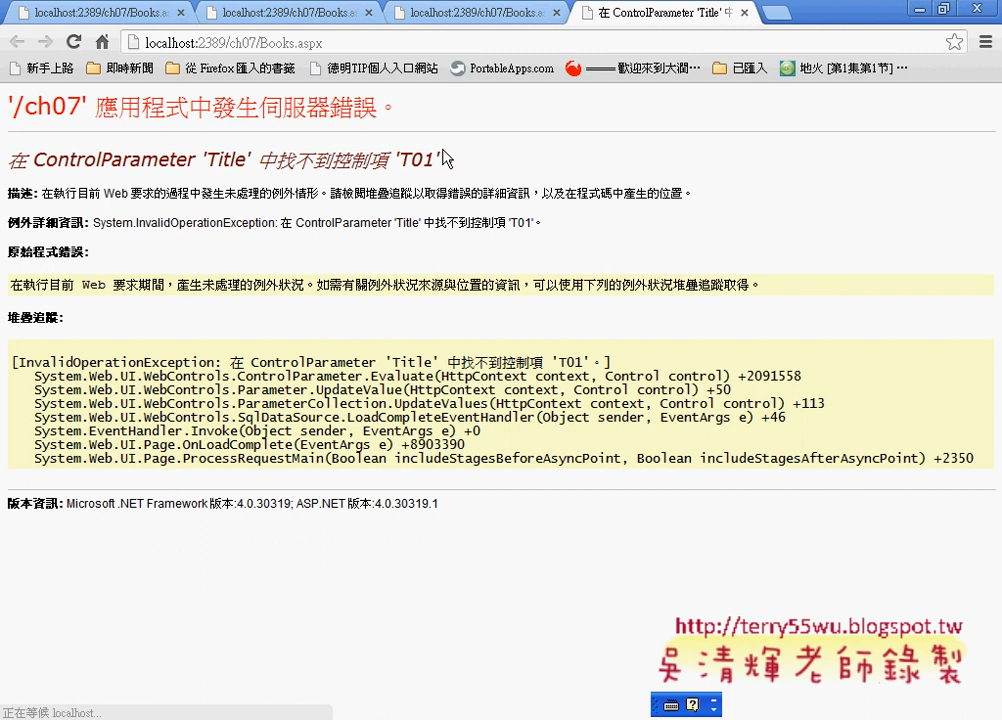 localhost:2389/ch07/Books.a
localhost:2389/ch07/Books.as
localhost:2389/ch07/Books.as
在 ControlParameter 'Title' 中
localhost:2389/ch07/Books.aspx
新手上路 即時新聞 從 Firefox 匯入的書籤 德明TIP個人入口網站 PortableApps.com ——歡迎來到大潤… 已匯入 地火 [第1集第1节] …
'/ch07' 應用程式中發生伺服器錯誤。
在 ControlParameter 'Title' 中找不到控制項 'T01'
描述: 在執行目前 Web 要求的過程中發生未處理的例外情形。請檢閱堆疊追蹤以取得錯誤的詳細資訊，以及在程式碼中產生的位置。
例外詳細資訊: System.InvalidOperationException: 在 ControlParameter 'Title' 中找不到控制項 'T01'。
原始程式錯誤:
在執行目前 Web 要求期間，產生未處理的例外狀況。如需有關例外狀況來源與位置的資訊，可以使用下列的例外狀況堆疊追蹤取得。
堆疊追蹤:
[InvalidOperationException: 在 ControlParameter 'Title' 中找不到控制項 'T01'。]
System.Web.UI.WebControls.ControlParameter.Evaluate(HttpContext context, Control control) +2091558
System.Web.UI.WebControls.Parameter.UpdateValue(HttpContext context, Control control) +50
System.Web.UI.WebControls.ParameterCollection.UpdateValues(HttpContext context, Control control) +113
System.Web.UI.WebControls.SqlDataSource.LoadCompleteEventHandler(Object sender, EventArgs e) +46
System.EventHandler.Invoke(Object sender, EventArgs e) +0
System.Web.UI.Page.OnLoadComplete(EventArgs e) +8903390
System.Web.UI.Page.ProcessRequestMain(Boolean includeStagesBeforeAsyncPoint, Boolean includeStagesAfterAsyncPoint) +2350
版本資訊: Microsoft .NET Framework 版本:4.0.30319; ASP.NET 版本:4.0.30319.1
http://terry55wu.blogspot.tw
吳清輝老師錄製
正在等候 localhost...